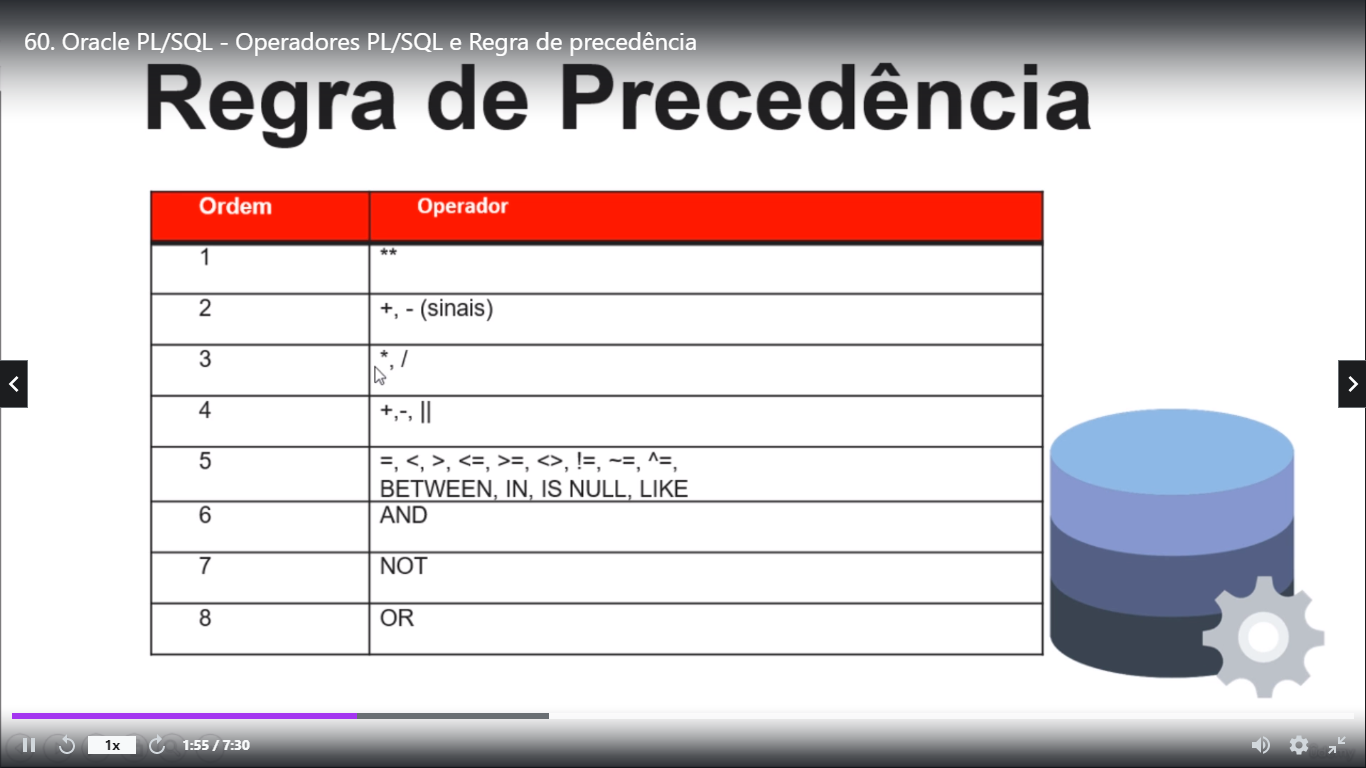 60. Oracle PL/SQL - Operadores PL/SQL e Regra de precedência
Regra de Precedência
Ordem Operador
1 **
2 +, - (sinais)
3 *, /
4 +,-, ||
5 =, <, >, <=, >=, <>, !=, ~=, ^=,
BETWEEN, IN, IS NULL, LIKE
6 AND
7 NOT
8 OR
1x 1:55 / 7:30